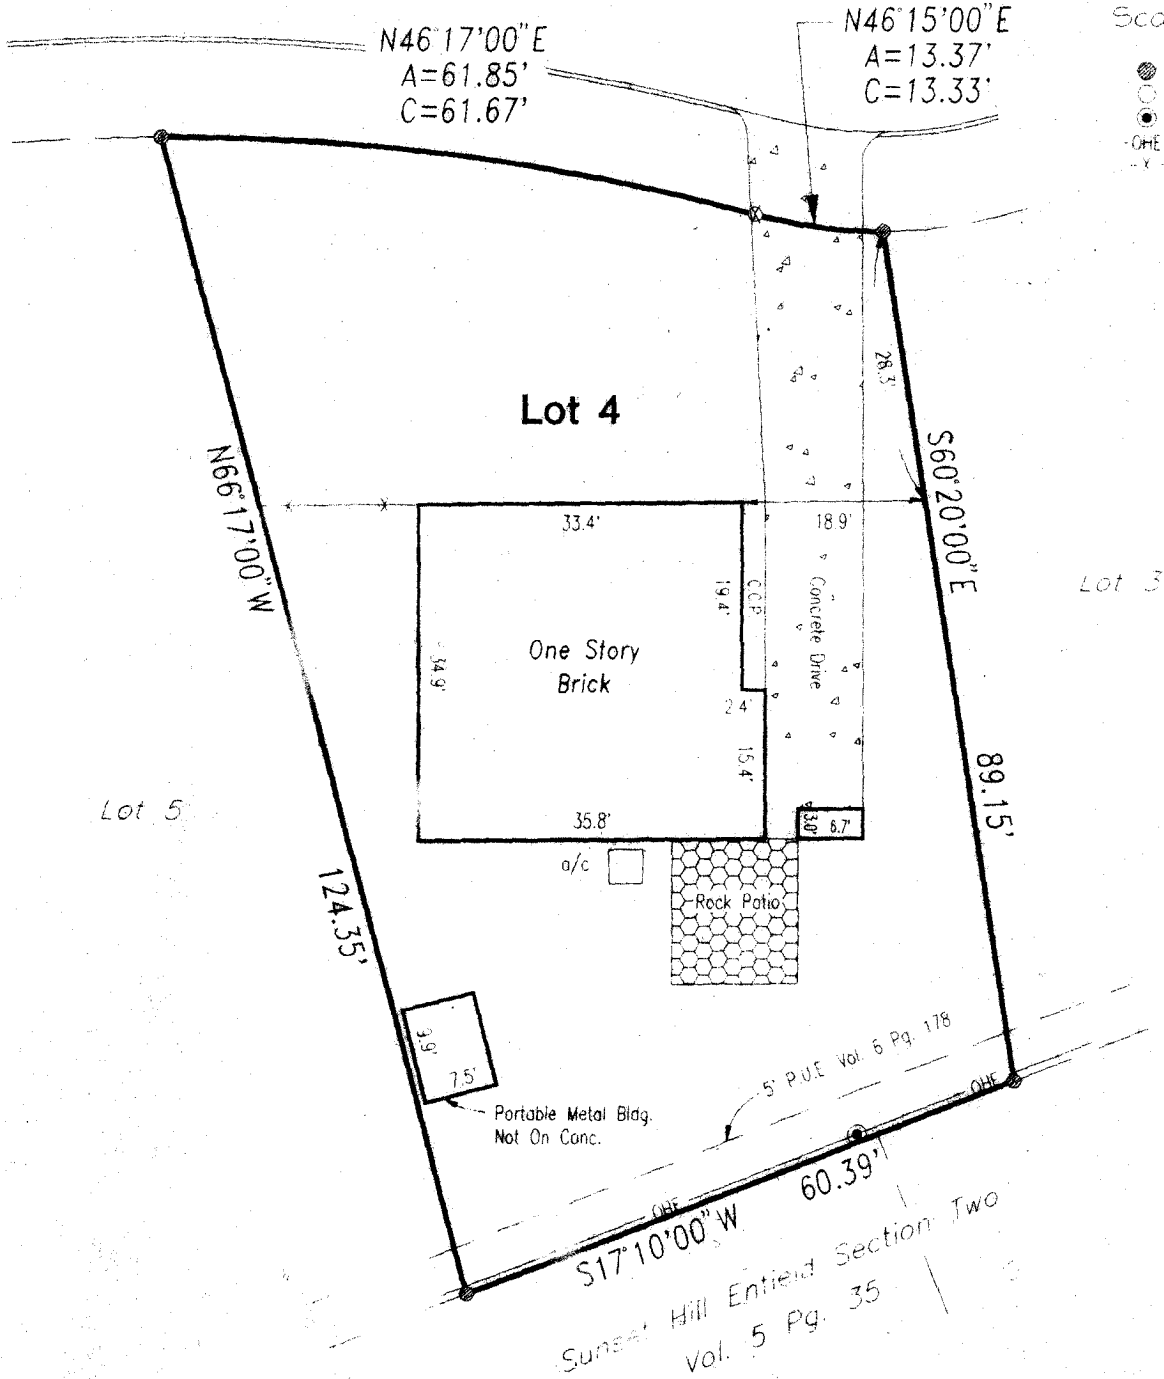 N46°17'00"E
A=61.85'
C=61.67'
N46°15'00"E
A=13.37'
C=13.33'
-OHE
-X-
28.3'
Lot 4
N66°17'00"W
S60°20'00"E
33.4'
18.9'
19.4'
C.C.P.
Concrete Drive
Lot 3
One Story
Brick
34.9'
2.4'
15.4'
89.15'
Lot 5
35.8'
3.0'
6.7'
a/c
Rock Patio
124.35'
9.9'
7.5'
Portable Metal Bldg.
Not On Conc.
5' P.U.E Vol. 6 Pg. 178
OHE
60.39'
OHE
S17°10'00"W
Sunset Hill Enfield Section Two
Vol. 5 Pg. 35